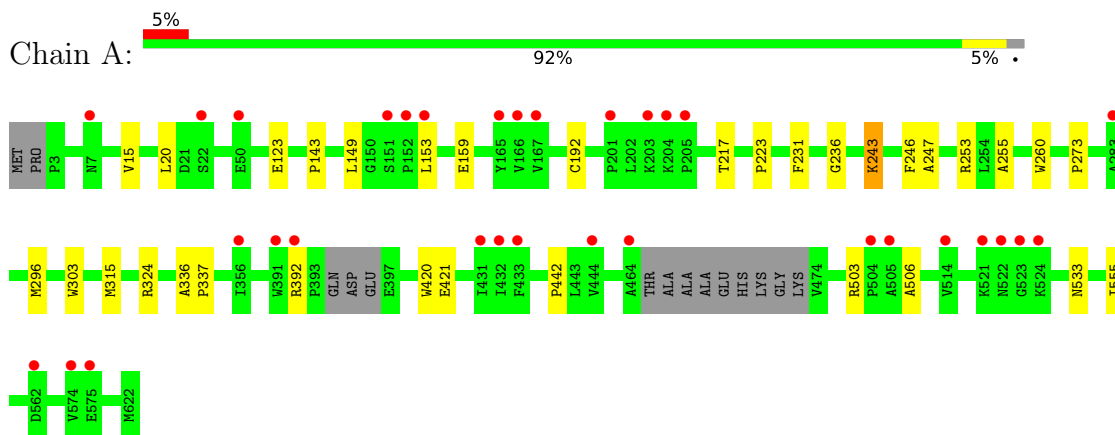 5%
Chain A:
92% 5% •
MET PRO P3 N7 V15 L20 D21 S22 E50 E123 P143 L149 G150 S151 P152 L153 E159 Y165 V166 V167 C192 P201 L202 K203 K204 P205 T217 P223 F231 G236 K243 F246 A247 R253 L254 A255 W260 P273 A283
M296 W303 M315 R324 A336 P337 I356 W391 R392 P393 GLN ASP GLU E397 W420 E421 I431 I432 F433 P442 L443 V444 A464 THR ALA ALA ALA GLU HIS LYS GLY LYS V474 R503 P504 A505 A506 V514 K521 N522 G523 K524 N533 I555
D562 V574 E575 M622